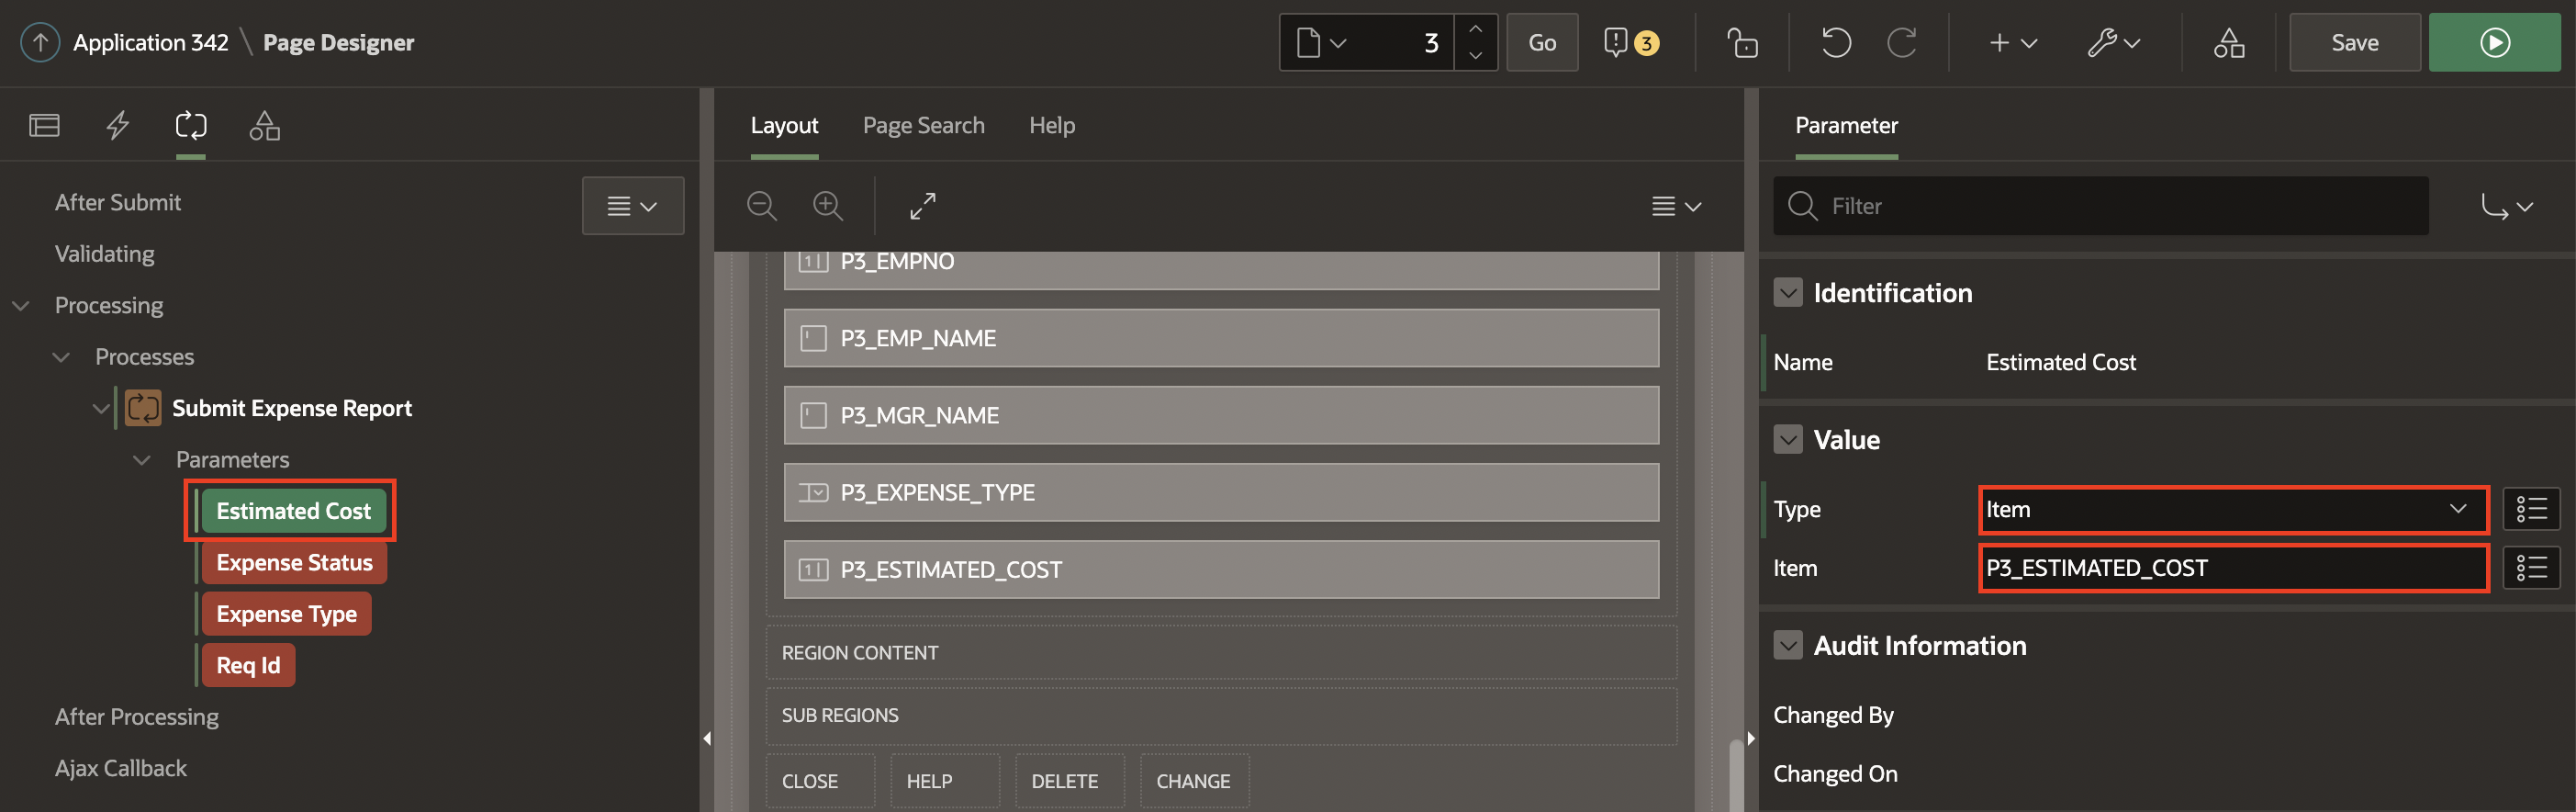 Application 342 \ Page Designer
3
Go
3
Save
Layout
Page Search
Help
Parameter
After Submit
Validating
Processing
Processes
Submit Expense Report
Parameters
Estimated Cost
Expense Status
Expense Type
Req Id
After Processing
Ajax Callback
P3_EMPNO
P3_EMP_NAME
P3_MGR_NAME
P3_EXPENSE_TYPE
P3_ESTIMATED_COST
REGION CONTENT
SUB REGIONS
CLOSE
HELP
DELETE
CHANGE
Filter
Identification
Name Estimated Cost
Value
Type Item
Item P3_ESTIMATED_COST
Audit Information
Changed By
Changed On